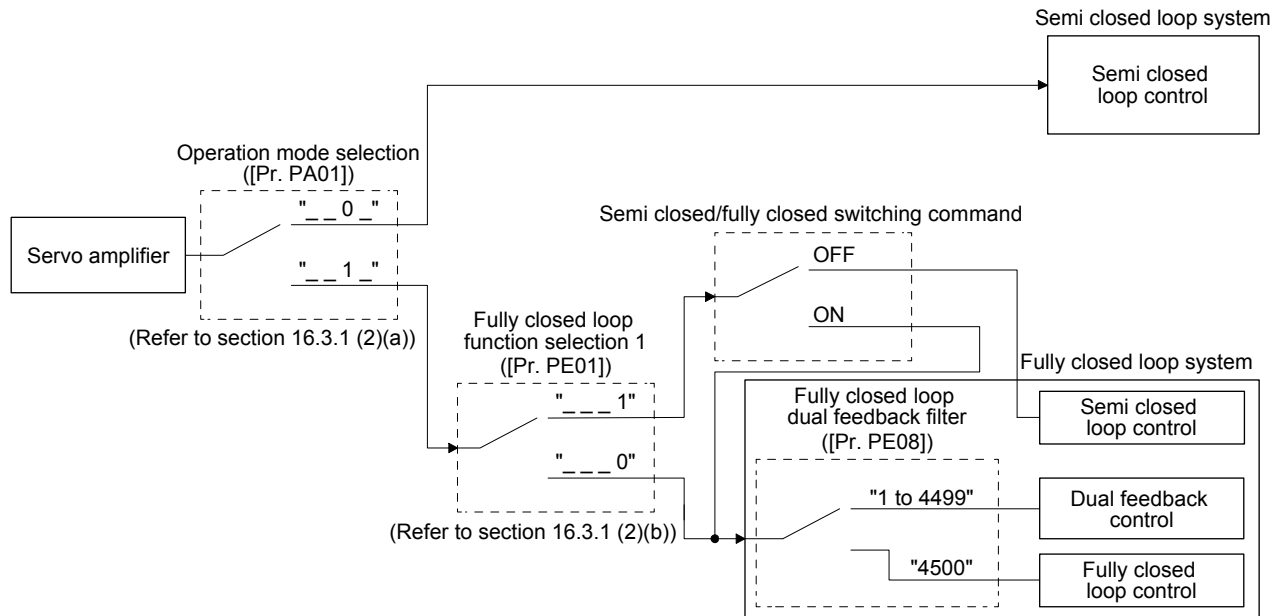 Semi closed loop system
Semi closed
loop control
Operation mode selection
([Pr. PA01])
"_ _ 0 _"
Servo amplifier
"_ _ 1 _"
(Refer to section 16.3.1 (2)(a))
Semi closed/fully closed switching command
OFF
ON
Fully closed loop
function selection 1
([Pr. PE01])
"_ _ _ 1"
"_ _ _ 0"
(Refer to section 16.3.1 (2)(b))
Fully closed loop system
Fully closed loop
dual feedback filter
([Pr. PE08])
"1 to 4499"
"4500"
Semi closed
loop control
Dual feedback
control
Fully closed
loop control